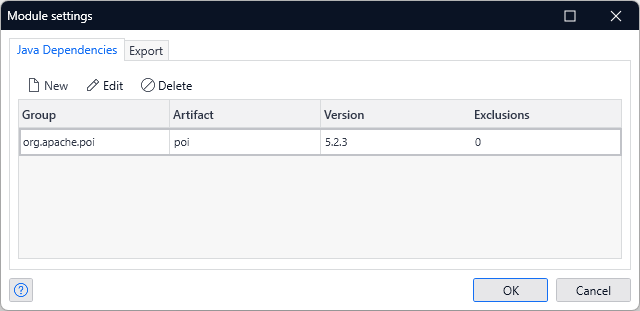 Module settings
Java Dependencies Export
New Edit Delete
Group Artifact Version Exclusions
org.apache.poi poi 5.2.3 0
? OK Cancel